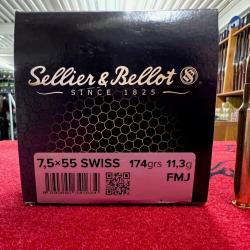 Sellier & Bellot S
SINCE 1825
7,5×55 SWISS 174grs 11,3g
FMJ